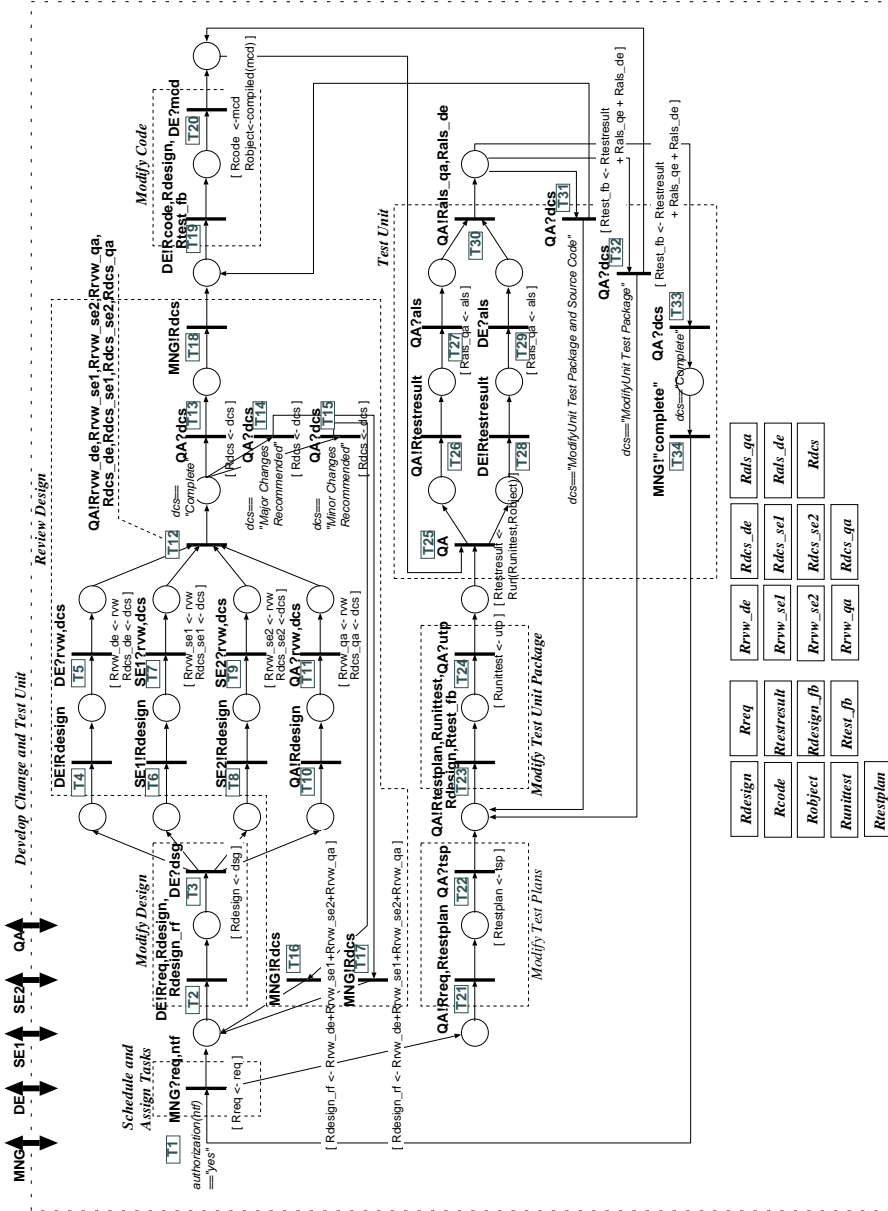 Develop Change and Test Unit
MNG
DE
SE1
SE2
QA
Schedule and
Assign Tasks
T1
MNG?req,ntf
authorization(ntf)
=="yes"
[ Rreq <- req ]
Modify Design
DE!Rreq,Rdesign,
Rdesign_rf
T2
DE?dsg
T3
[ Rdesign <- dsg ]
Review Design
DE!Rdesign
T4
DE?rvw,dcs
T5
[ Rrvw_de <- rvw
Rdcs_de <- dcs ]
SE1!Rdesign
T6
SE1?rvw,dcs
T7
[ Rrvw_se1 <- rvw
Rdcs_se1 <- dcs ]
SE2!Rdesign
T8
SE2?rvw,dcs
T9
[ Rrvw_se2 <- rvw
Rdcs_se2 <-dcs ]
QA!Rdesign
T10
QA?rvw,dcs
T11
[ Rrvw_qa <- rvw
Rdcs_qa <- dcs ]
QA!Rrvw_de,Rrvw_se1,Rrvw_se2,Rrvw_qa,
Rdcs_de,Rdcs_se1,Rdcs_se2,Rdcs_qa
T12
QA?dcs
T13
dcs==
"Complete"
[ Rdcs <- dcs ]
QA?dcs
T14
dcs==
"Major Changes
Recommended"
[ Rdcs <- dcs ]
QA?dcs
T15
dcs==
"Minor Changes
Recommended"
[ Rdcs <- dcs ]
MNG!Rdcs
T16
[ Rdesign_rf <- Rrvw_de+Rrvw_se1+Rrvw_se2+Rrvw_qa ]
MNG!Rdcs
T17
[ Rdesign_rf <- Rrvw_de+Rrvw_se1+Rrvw_se2+Rrvw_qa ]
MNG!Rdcs
T18
Modify Code
DE!Rcode,Rdesign,
Rtest_fb
T19
DE?mcd
T20
[ Rcode <-mcd
Robject<-compiled(mcd) ]
QA!Rreq,Rtestplan
T21
QA?tsp
T22
[ Rtestplan <- tsp ]
Modify Test Plans
QA!Rtestplan,Runittest,
Rdesign,Rtest_fb
T23
QA?utp
T24
[ Runittest <- utp ]
Modify Test Unit Package
Test Unit
T25
QA
[ Rtestresult <-
Run(Runittest,Robject) ]
QA!Rtestresult
T26
QA?als
T27
[ Rals_qa <- als ]
DE!Rtestresult
T28
DE?als
T29
[ Rals_qa <- als ]
QA!Rals_qa,Rals_de
T30
QA?dcs
T31
dcs=="ModifyUnit Test Package and Source Code"
[ Rtest_fb <- Rtestresult
+ Rals_qe + Rals_de ]
QA?dcs
T32
dcs=="ModifyUnit Test Package"
[ Rtest_fb <- Rtestresult
+ Rals_qe + Rals_de ]
QA?dcs
T33
dcs=="Complete"
MNG!"complete"
T34
Rdesign
Rreq
Rrvw_de
Rdcs_de
Rals_qa
Rcode
Rtestresult
Rrvw_se1
Rdcs_se1
Rals_de
Robject
Rdesign_fb
Rrvw_se2
Rdcs_se2
Rdcs
Runittest
Rtest_fb
Rrvw_qa
Rdcs_qa
Rtestplan